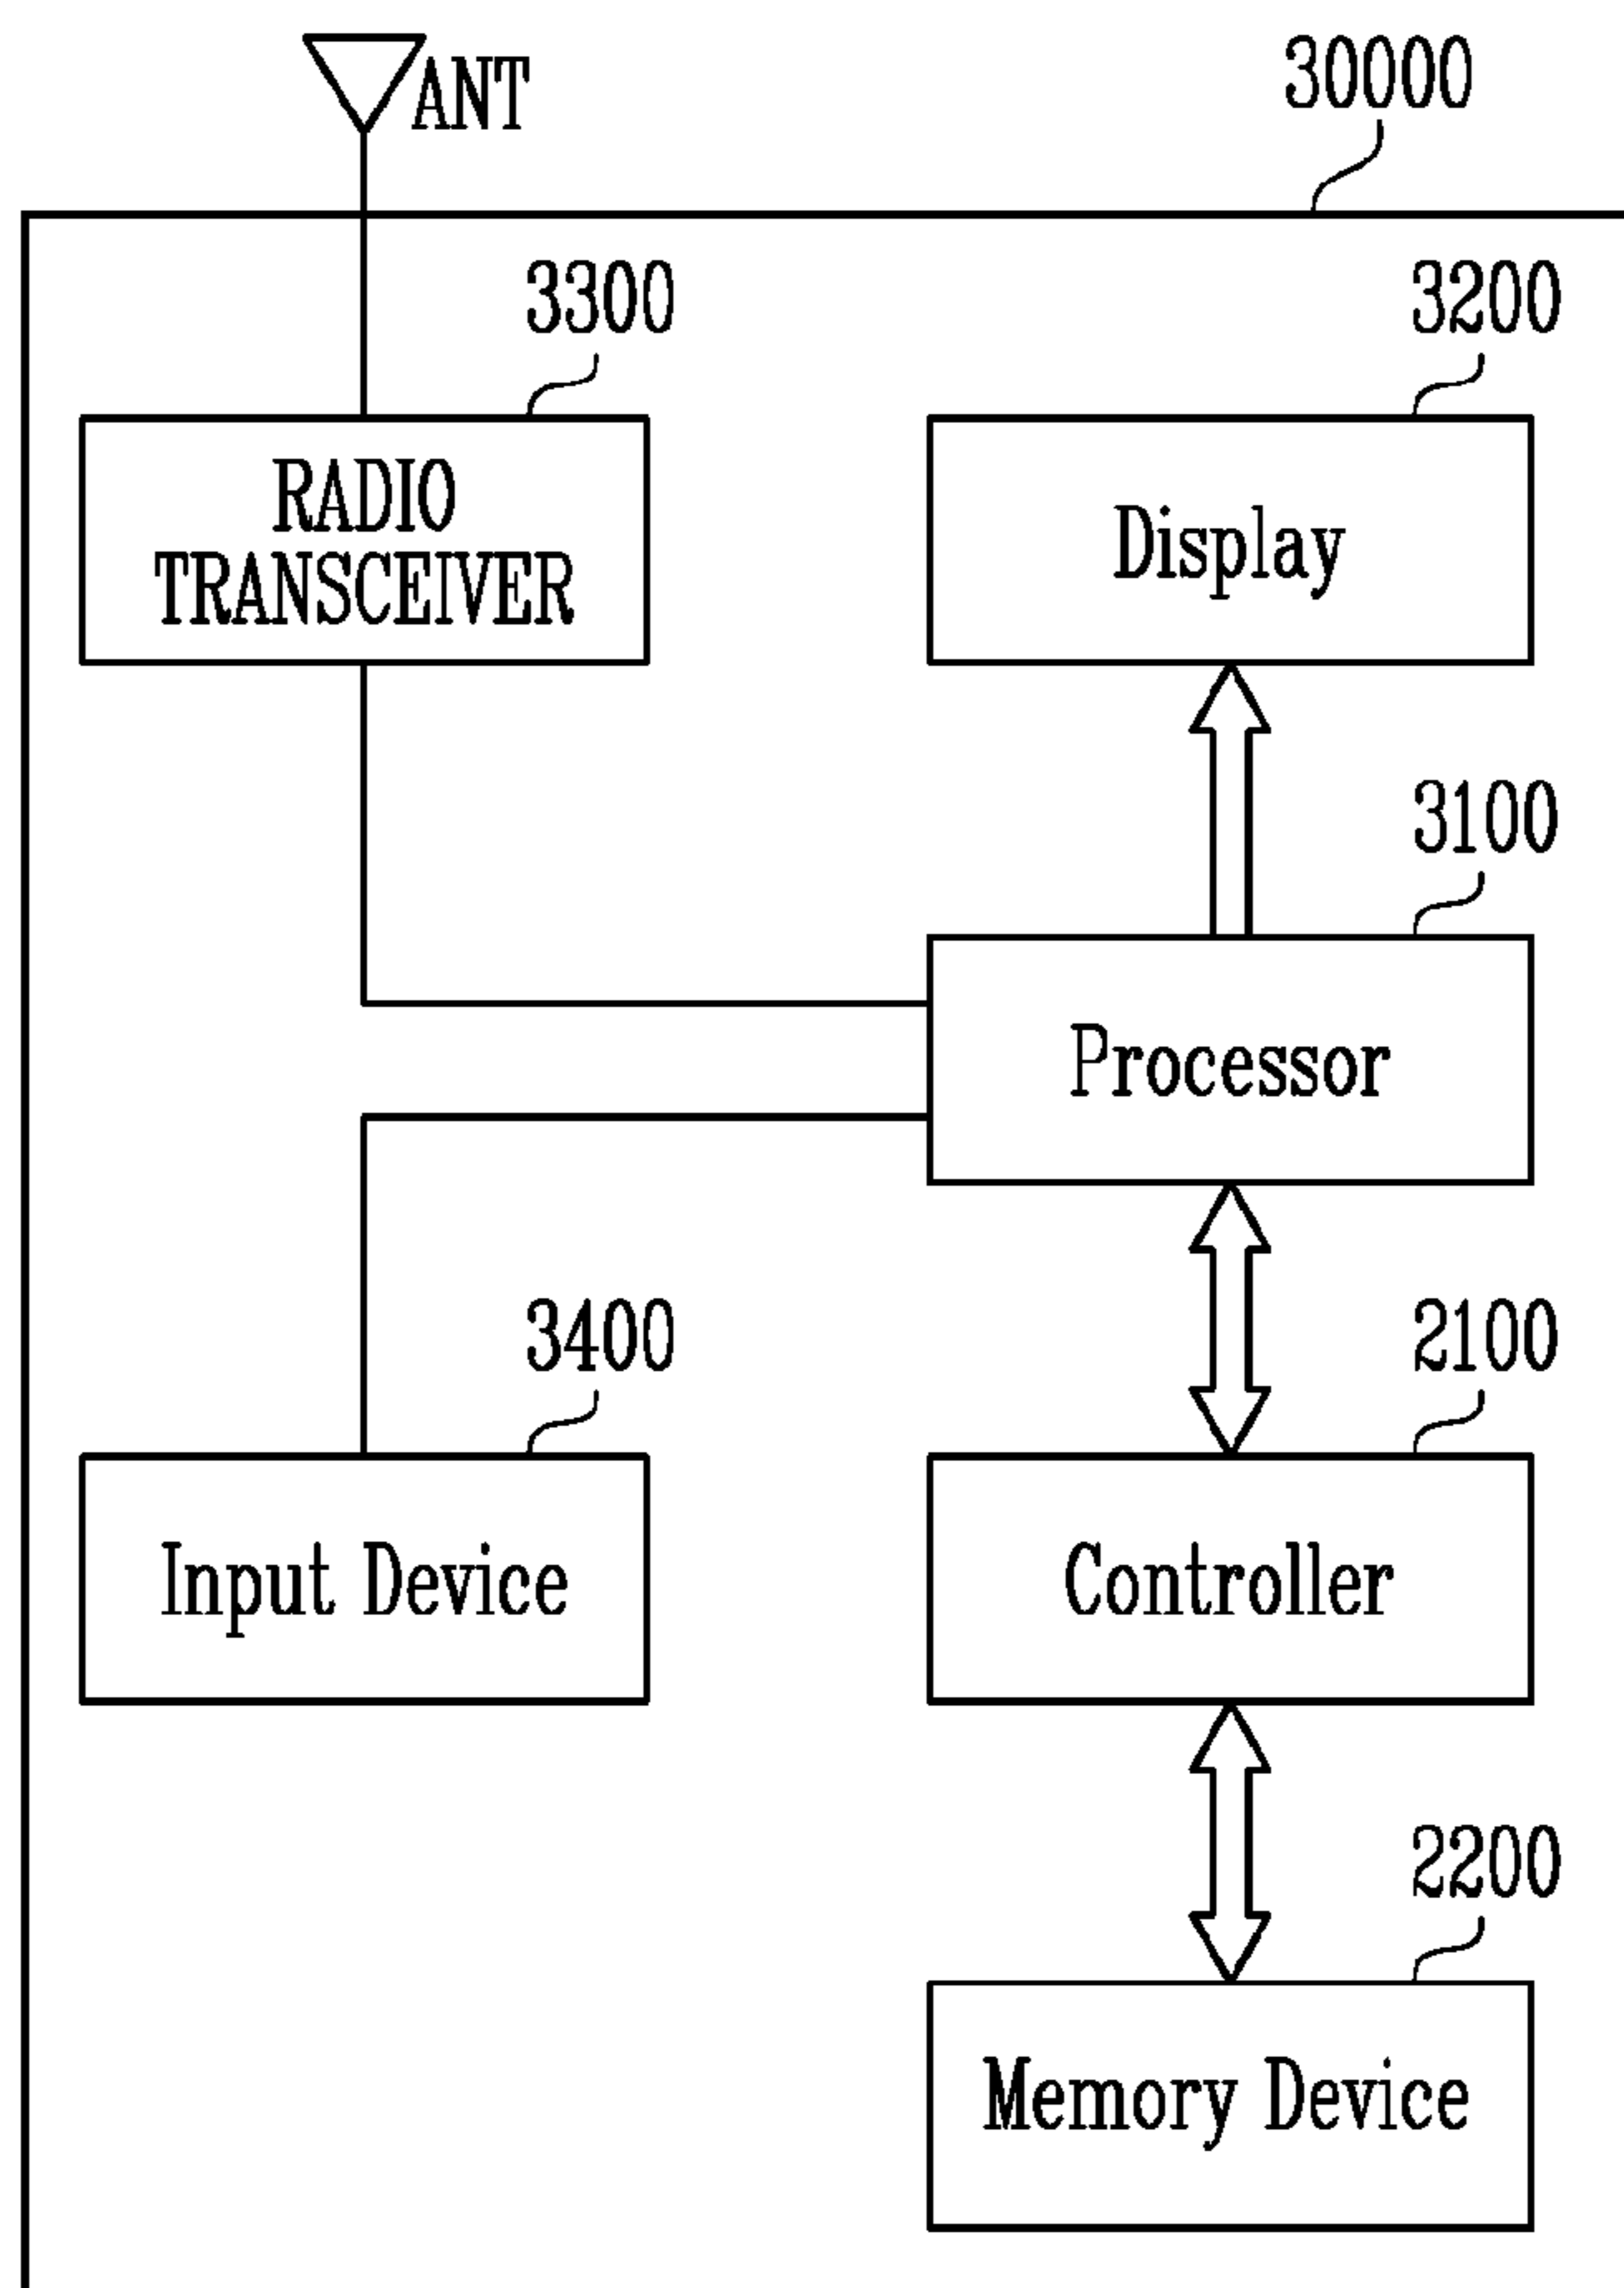 ANT
30000
3300
3200
RADIO
TRANSCEIVER
Display
3100
Processor
3400
2100
Input Device
Controller
2200
Memory Device